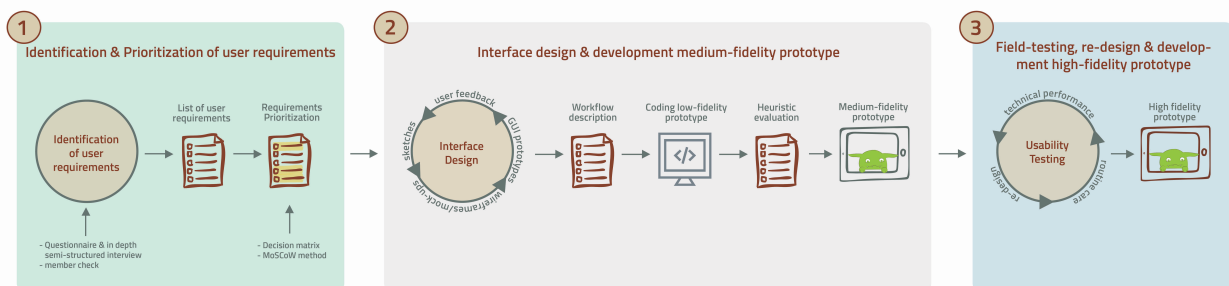 1
Identification & Prioritization of user requirements
Identification
of user
requirements
List of user
requirements
Requirements
Prioritization
- Questionnaire & in depth
semi-structured interview
- member check
- Decision matrix
- MoSCoW method
2
Interface design & development medium-fidelity prototype
user feedback
GUI prototypes
wireframes/mock-ups
sketches
Interface
Design
Workflow
description
Coding low-fidelity
prototype
</>
Heuristic
evaluation
Medium-fidelity
prototype
3
Field-testing, re-design & develop-
ment high-fidelity prototype
technical performance
routine care
re-design
Usability
Testing
High fidelity
prototype